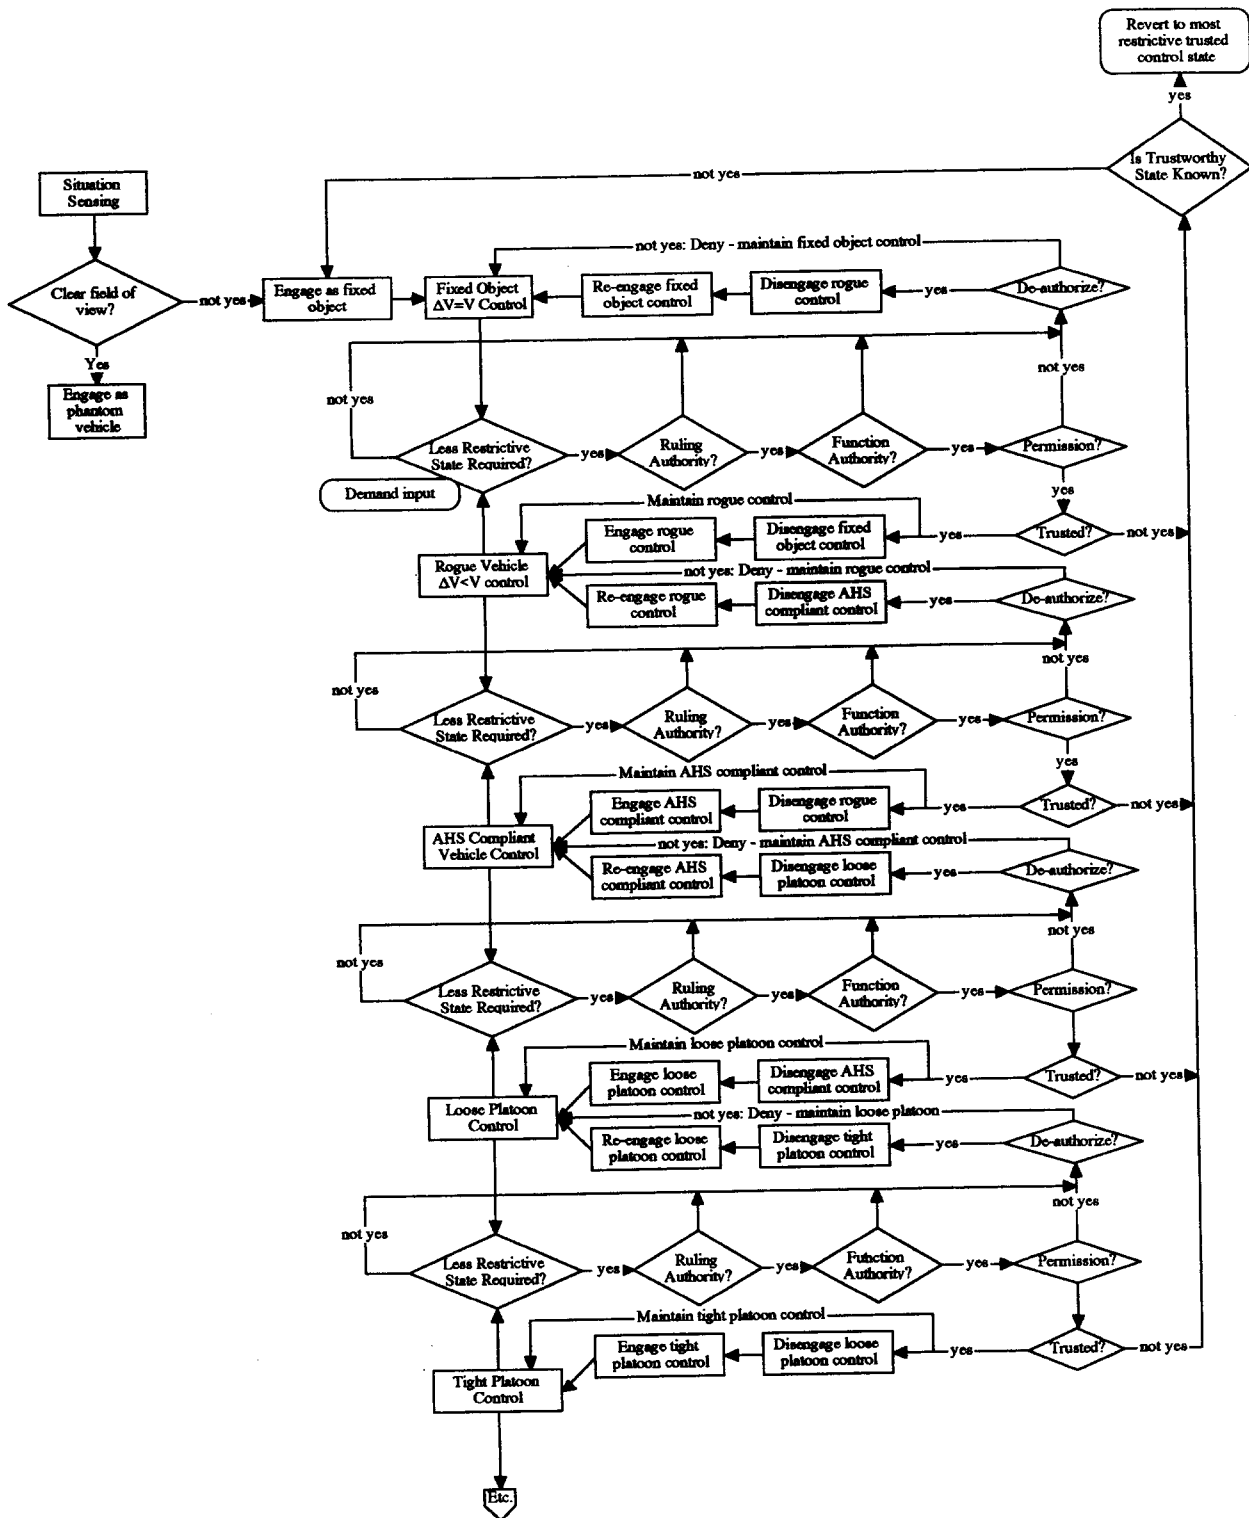 Revert to most
restrictive trusted
control state
yes
Is Trustworthy
State Known?
not yes
Situation
Sensing
not yes: Deny - maintain fixed object control
Clear field of
view?
not yes
Engage as fixed
object
Fixed Object
ΔV=V Control
Re-engage fixed
object control
Disengage rogue
control
yes
De-authorize?
Yes
Engage as
phantom
vehicle
not yes
not yes
Less Restrictive
State Required?
yes
Ruling
Authority?
yes
Function
Authority?
yes
Permission?
Demand input
yes
Maintain rogue control
Engage rogue
control
Disengage fixed
object control
yes
Trusted?
not yes
Rogue Vehicle
ΔV<V control
not yes: Deny - maintain rogue control
Re-engage rogue
control
Disengage AHS
compliant control
yes
De-authorize?
not yes
not yes
Less Restrictive
State Required?
yes
Ruling
Authority?
yes
Function
Authority?
yes
Permission?
yes
Maintain AHS compliant control
Engage AHS
compliant control
Disengage rogue
control
yes
Trusted?
not yes
AHS Compliant
Vehicle Control
not yes: Deny - maintain AHS compliant control
Re-engage AHS
compliant control
Disengage loose
platoon control
yes
De-authorize?
not yes
not yes
Less Restrictive
State Required?
yes
Ruling
Authority?
yes
Function
Authority?
yes
Permission?
Maintain loose platoon control
Engage loose
platoon control
Disengage AHS
compliant control
yes
Trusted?
not yes
Loose Platoon
Control
not yes: Deny - maintain loose platoon
Re-engage loose
platoon control
Disengage tight
platoon control
yes
De-authorize?
not yes
not yes
Less Restrictive
State Required?
yes
Ruling
Authority?
yes
Function
Authority?
yes
Permission?
Maintain tight platoon control
Engage tight
platoon control
Disengage loose
platoon control
yes
Trusted?
not yes
Tight Platoon
Control
Etc.